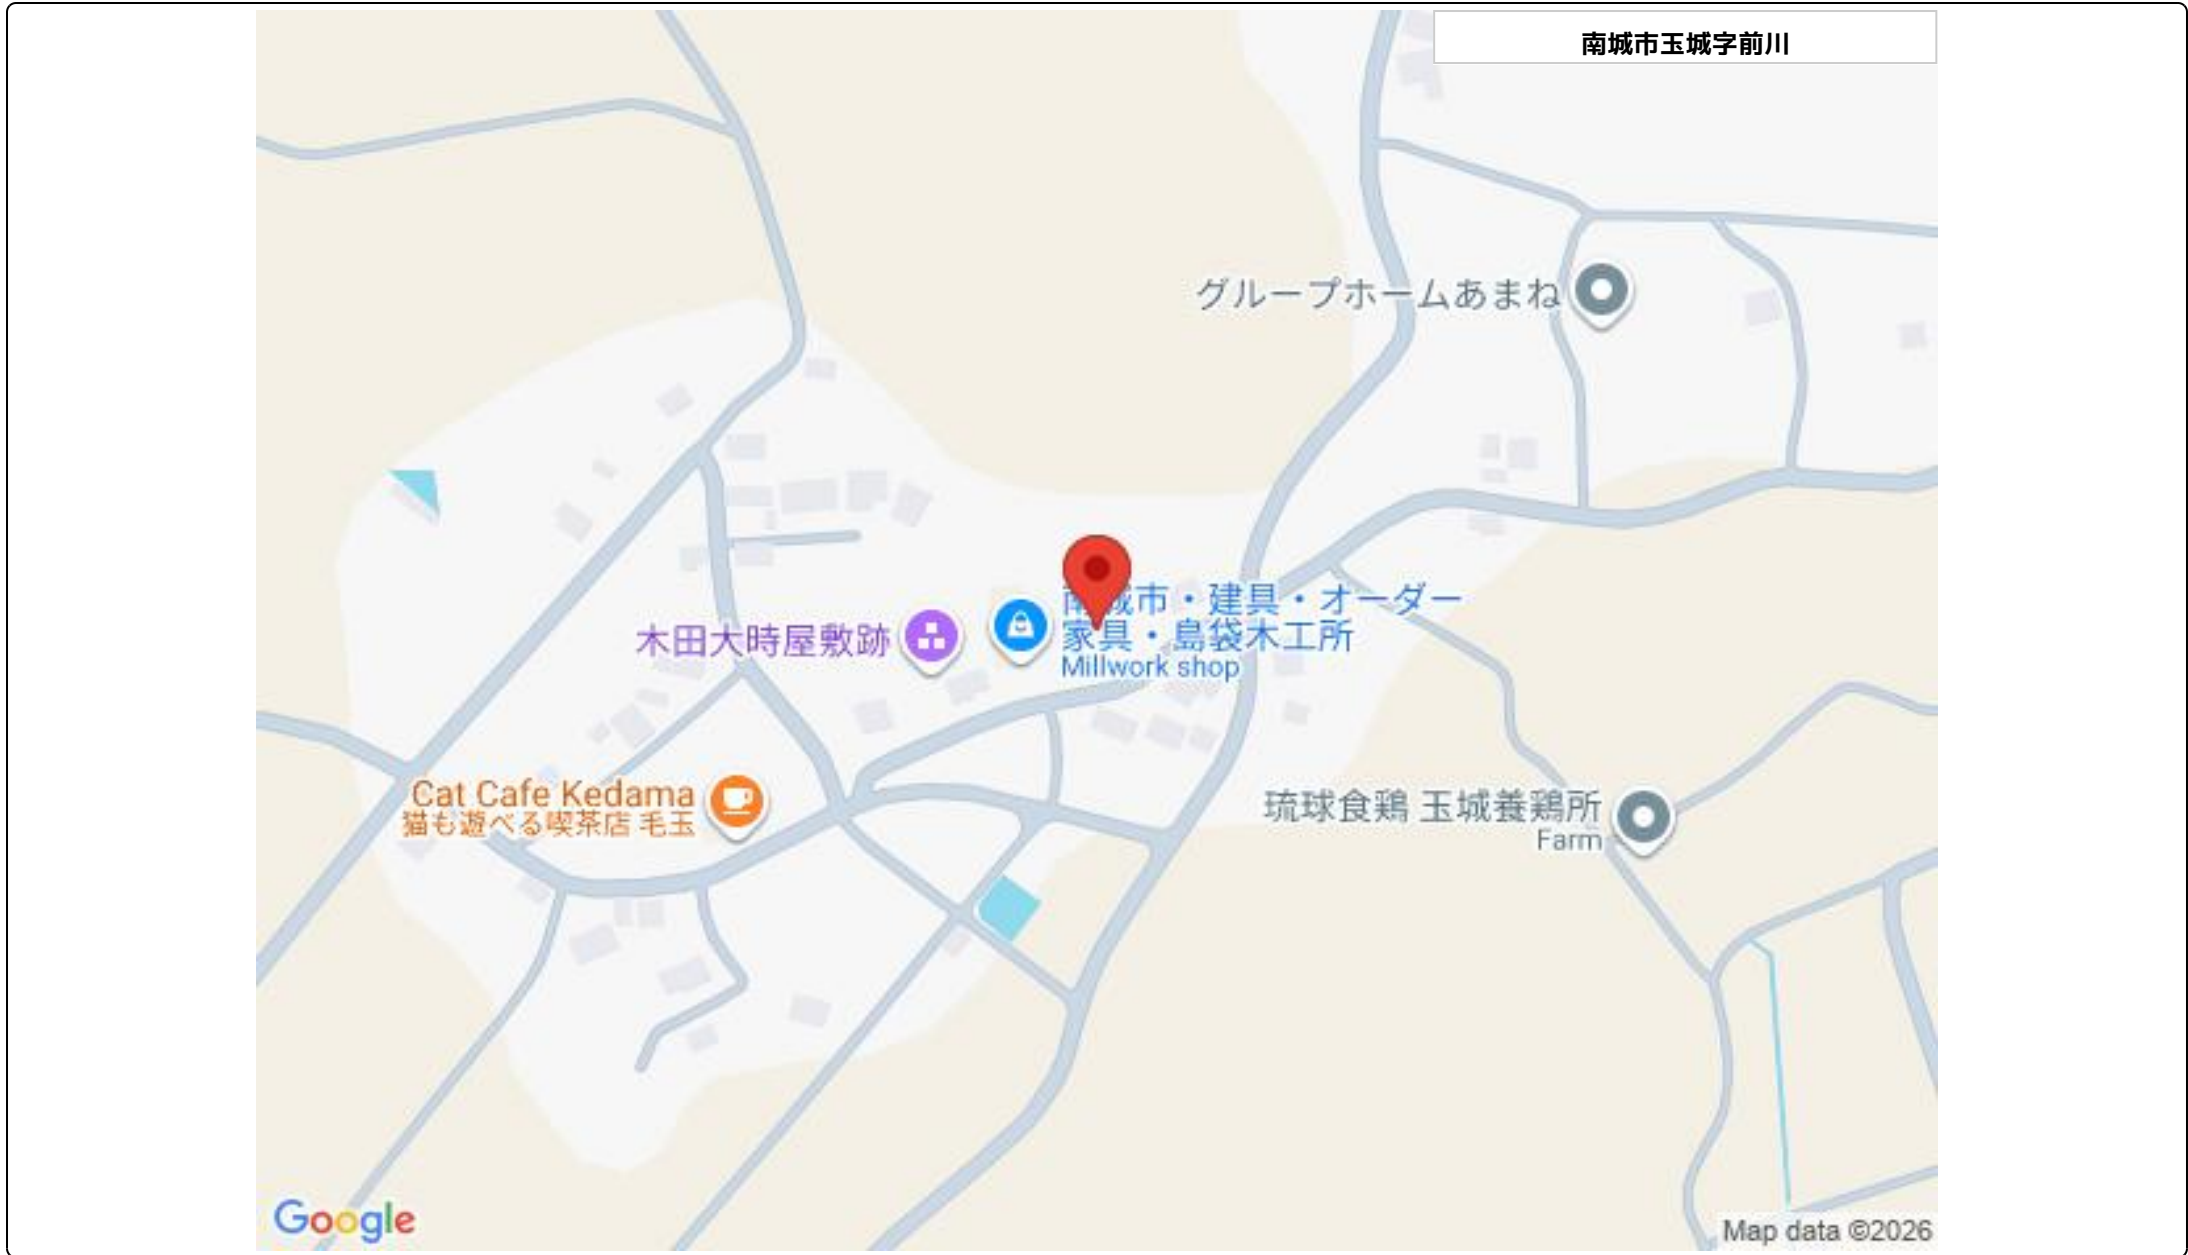 南城市玉城字前川
グループホームあまね
南城市・建具・オーダー
家具・島袋木工所
Millwork shop
木田大時屋敷跡
Cat Cafe Kedama
猫も遊べる喫茶店 毛玉
琉球食鶏 玉城養鶏所
Farm
Google
Map data ©2026